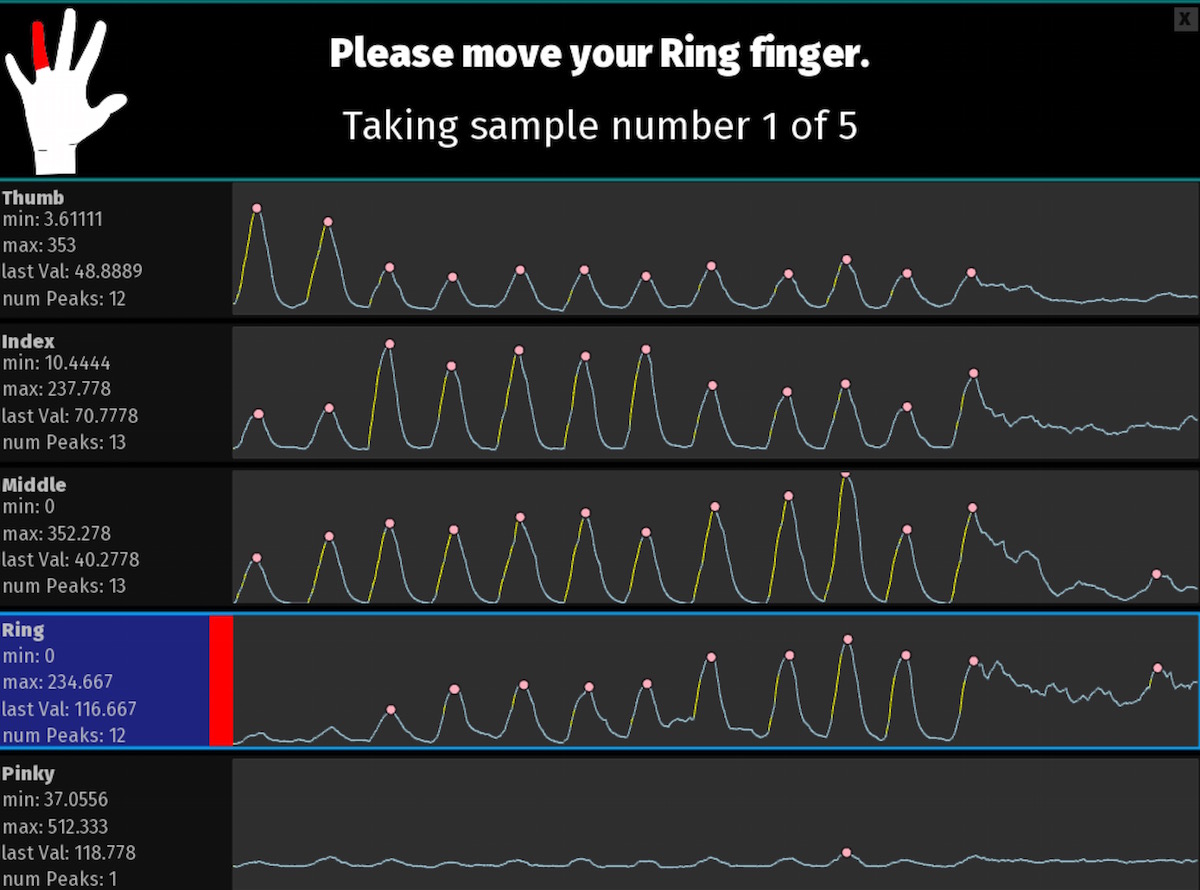 X
Please move your Ring finger.
Taking sample number 1 of 5
Thumb
min: 3.61111
max: 353
last Val: 48.8889
num Peaks: 12
Index
min: 10.4444
max: 237.778
last Val: 70.7778
num Peaks: 13
Middle
min: 0
max: 352.278
last Val: 40.2778
num Peaks: 13
Ring
min: 0
max: 234.667
last Val: 116.667
num Peaks: 12
Pinky
min: 37.0556
max: 512.333
last Val: 118.778
num Peaks: 1